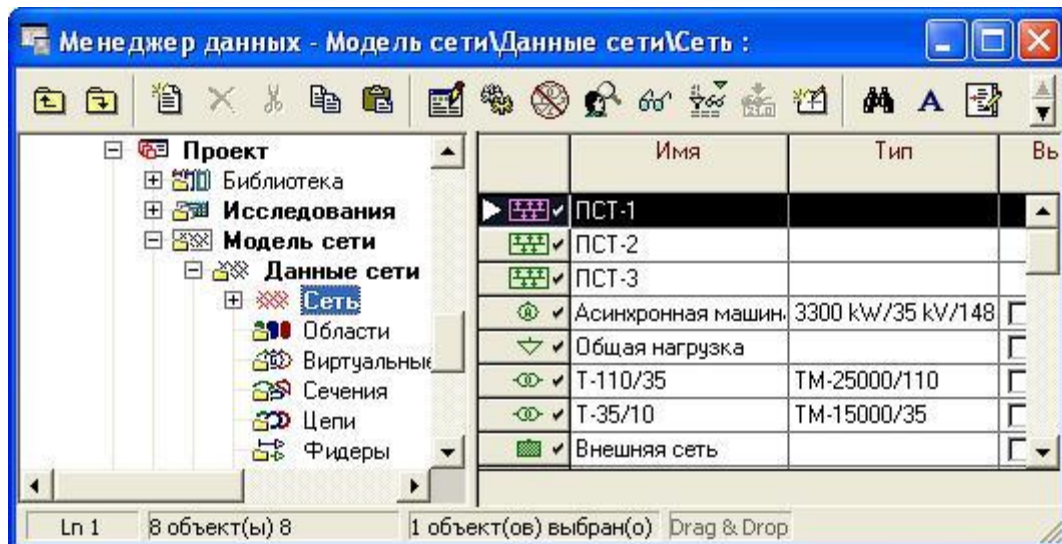 Менеджер данных - Модель сети\Данные сети\Сеть :
Проект
Библиотека
Исследования
Модель сети
Данные сети
Сеть
Области
Виртуальные
Сечения
Цепи
Фидеры
Имя Тип Вы
ПСТ-1
ПСТ-2
ПСТ-3
Асинхронная машин 3300 kW/35 kV/148
Общая нагрузка
Т-110/35 ТМ-25000/110
Т-35/10 ТМ-15000/35
Внешняя сеть
Ln 1 8 объект(ы) 8 1 объект(ов) выбран(о) Drag & Drop